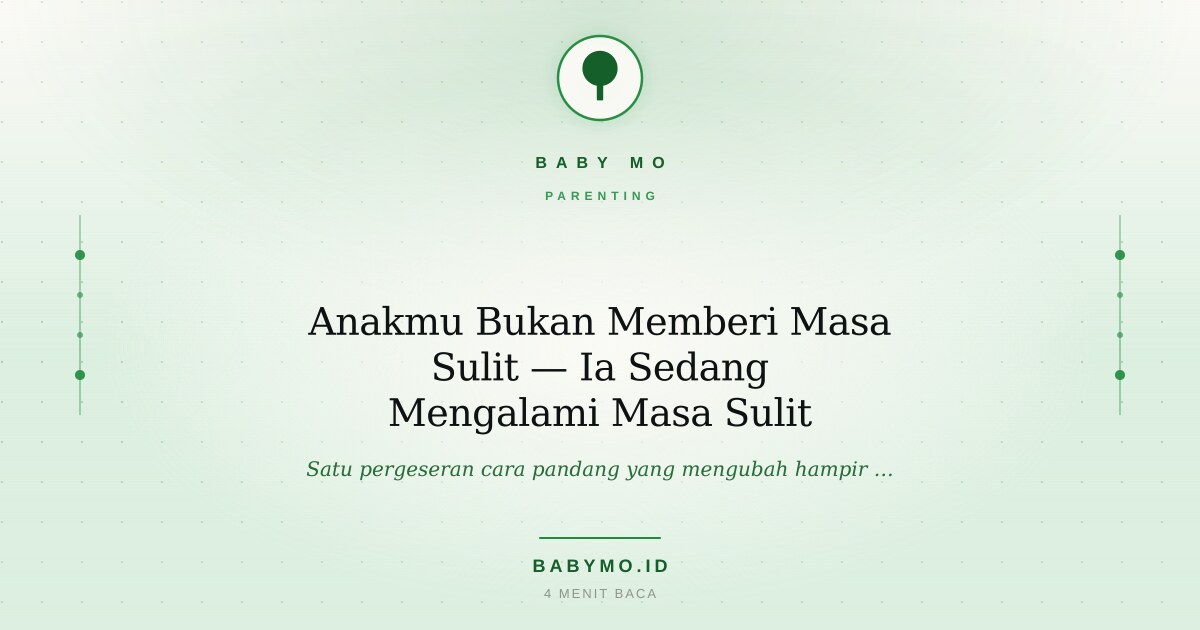 BABY MO
PARENTING
Anakmu Bukan Memberi Masa
Sulit — Ia Sedang
Mengalami Masa Sulit
Satu pergeseran cara pandang yang mengubah hampir ...
BABYMO.ID
4 MENIT BACA